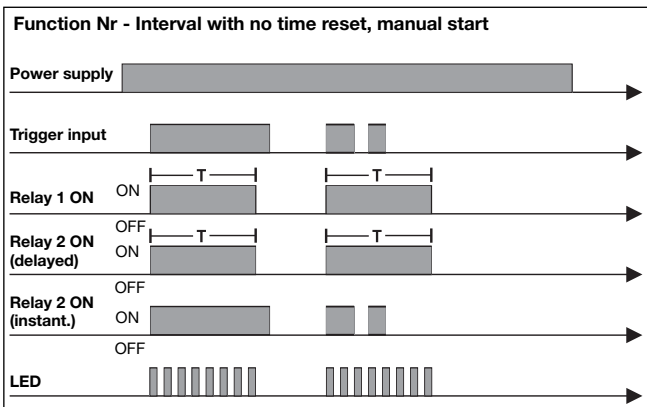 Function Nr - Interval with no time reset, manual start
Power supply
Trigger input
T
T
Relay 1 ON
ON
OFF
T
T
Relay 2 ON
(delayed)
ON
OFF
Relay 2 ON
(instant.)
ON
OFF
LED